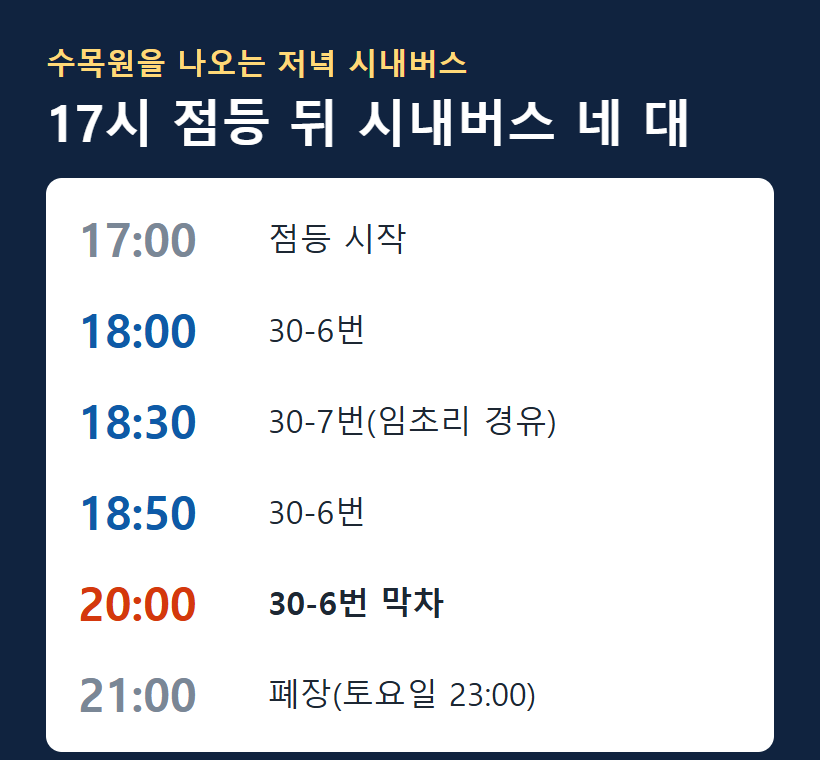 수목원을 나오는 저녁 시내버스
17시 점등 뒤 시내버스 네 대
17:00 점등 시작
18:00 30-6번
18:30 30-7번(임초리 경유)
18:50 30-6번
20:00 30-6번 막차
21:00 폐장(토요일 23:00)